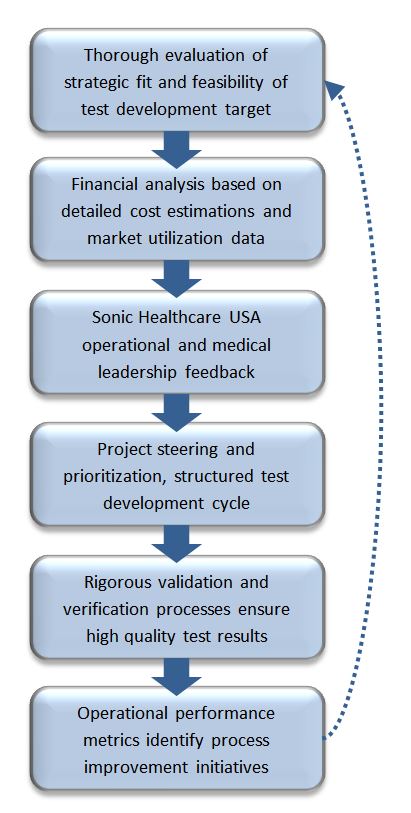 Thorough evaluation of
strategic fit and feasibility of
test development target
Financial analysis based on
detailed cost estimations and
market utilization data
Sonic Healthcare USA
operational and medical
leadership feedback
Project steering and
prioritization, structured test
development cycle
Rigorous validation and
verification processes ensure
high quality test results
Operational performance
metrics identify process
improvement initiatives